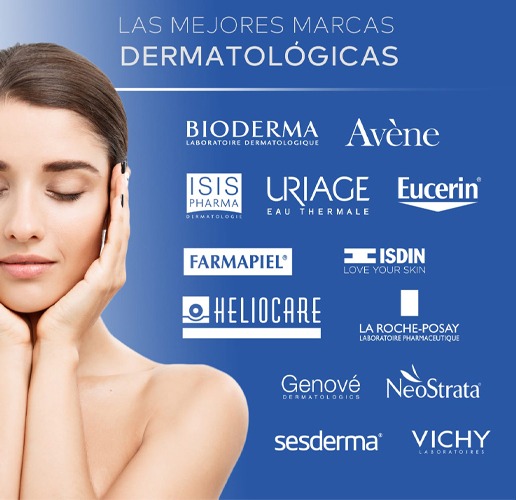 LAS MEJORES MARCAS
DERMATOLÓGICAS
BIODERMA
LABORATOIRE DERMATOLOGIQUE
Avène
ISIS
PHARMA
DERMATOLOGIE
URIAGE
EAU THERMALE
Eucerin®
FARMAPIEL®
ISDIN
LOVE YOUR SKIN
HELIOCARE
LA ROCHE-POSAY
LABORATOIRE PHARMACEUTIQUE
Genové
DERMATOLOGICS
NEOSTRATA®
sesderma®
VICHY
LABORATOIRES